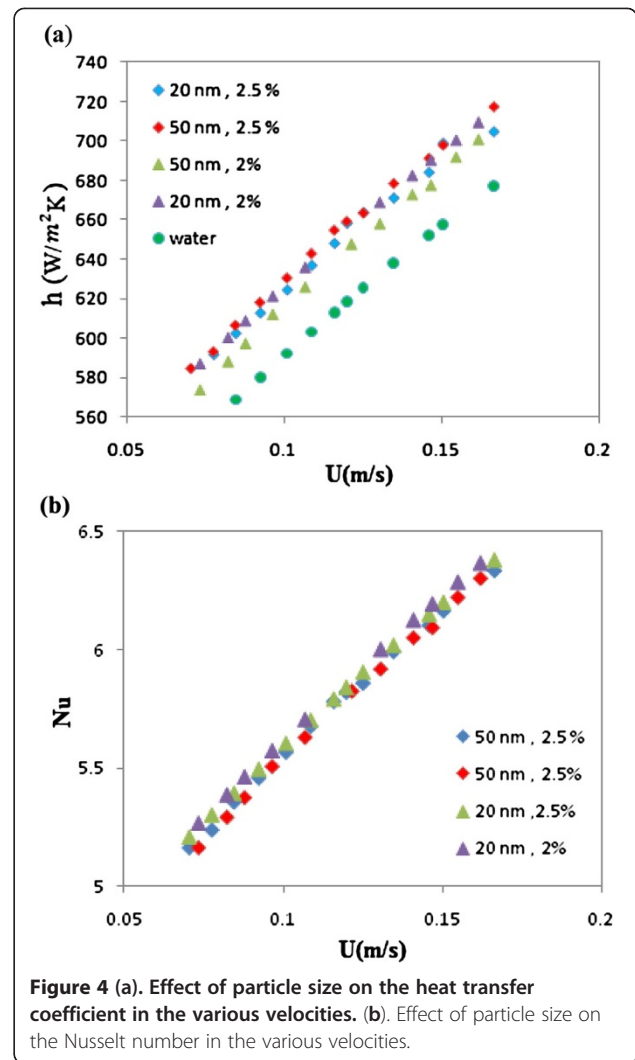 (a)
740
720
700
680
660
640
620
600
580
560
h (W/m²K)
20 nm , 2.5%
50 nm , 2.5%
50 nm , 2%
20 nm , 2%
water
0.05
0.1
0.15
0.2
U(m/s)
(b)
6.5
6
5.5
5
Nu
50 nm , 2.5%
50 nm , 2.5%
20 nm ,2.5%
20 nm , 2%
0.05
0.1
0.15
0.2
U(m/s)
Figure 4 (a). Effect of particle size on the heat transfer
coefficient in the various velocities. (b). Effect of particle size on
the Nusselt number in the various velocities.